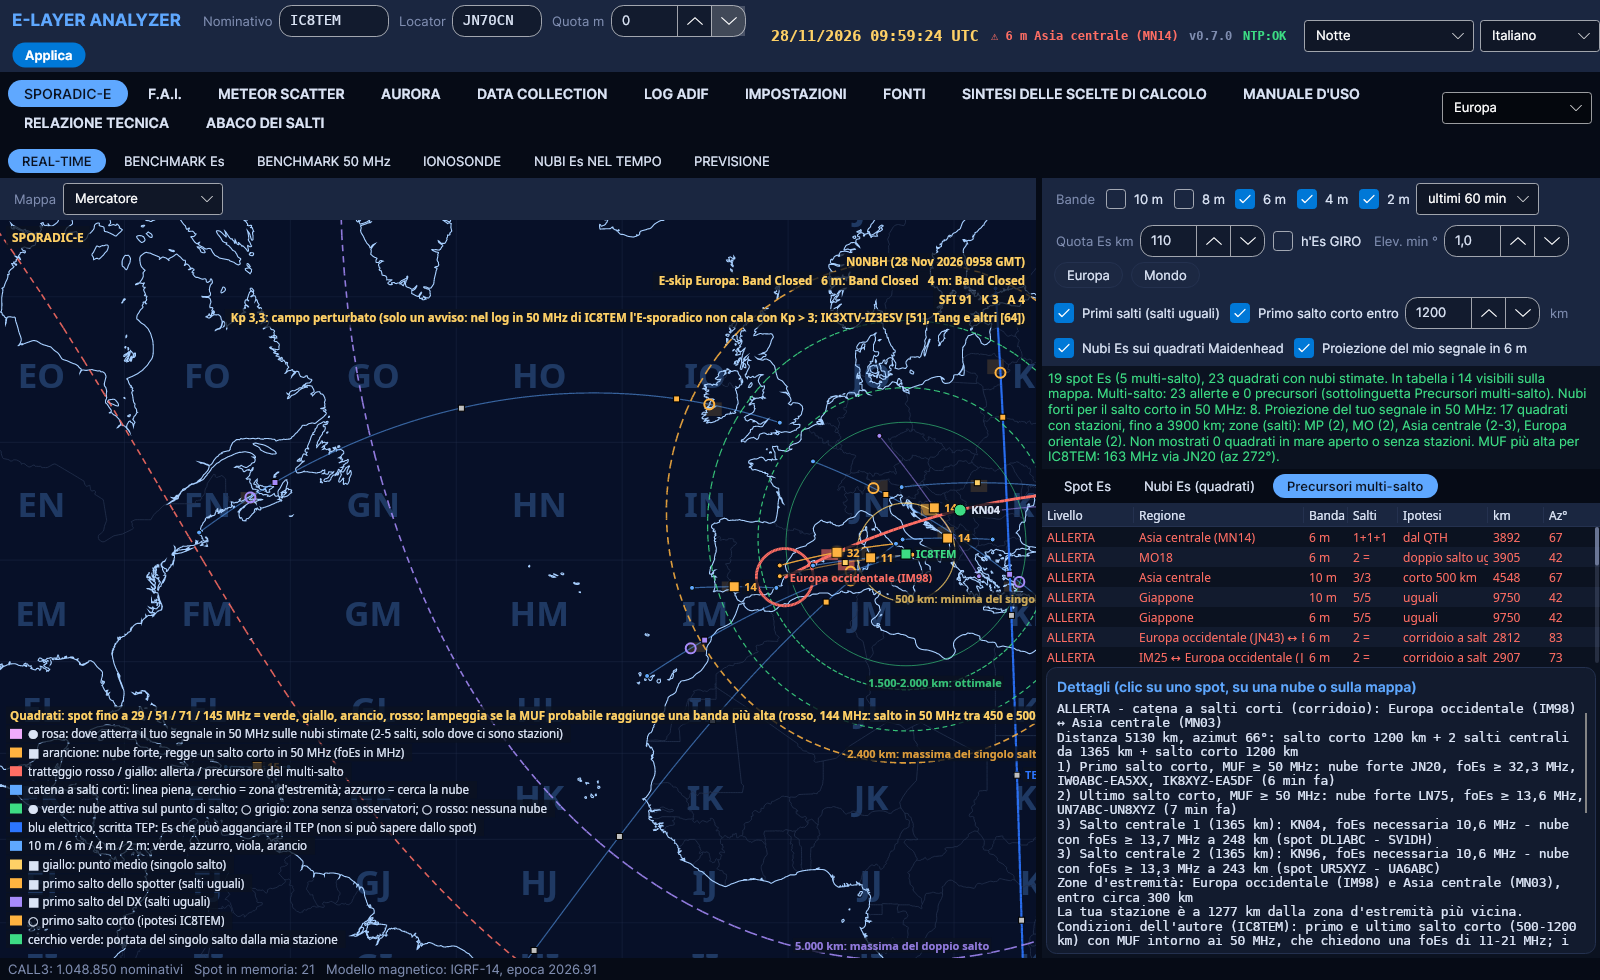 E-LAYER ANALYZER
Nominativo IC8TEM Locator JN70CN Quota m 0
28/11/2026 09:59:24 UTC ⚠ 6 m Asia centrale (MN14) v0.7.0 NTP:OK
Notte Italiano
Applica
SPORADIC-E F.A.I. METEOR SCATTER AURORA DATA COLLECTION LOG ADIF IMPOSTAZIONI FONTI SINTESI DELLE SCELTE DI CALCOLO MANUALE D'USO
RELAZIONE TECNICA ABACO DEI SALTI
Europa
REAL-TIME BENCHMARK Es BENCHMARK 50 MHz IONOSONDE NUBI Es NEL TEMPO PREVISIONE
Mappa Mercatore
SPORADIC-E
N0NBH (28 Nov 2026 0958 GMT)
E-skip Europa: Band Closed 6 m: Band Closed 4 m: Band Closed
SFI 91 K 3 A 4
Kp 3,3: campo perturbato (solo un avviso: nel log in 50 MHz di IC8TEM l'E-sporadico non cala con Kp > 3; IK3XTV-IZ3ESV [51], Tang e altri [64])
EO FO GO HO IO JO K
EN FN GN HN IN JN
EM FM GM HM IM JM
HK IK JK K
GJ HJ IJ JJ K
14 KN04
14
32 11 IC8TEM
Europa occidentale (IM98)
14
500 km: minima del singo
1.500-2.000 km: ottimale
2.400 km: massima del singolo salt
TE
5.000 km: massima del doppio salto
Quadrati: spot fino a 29 / 51 / 71 / 145 MHz = verde, giallo, arancio, rosso; lampeggia se la MUF probabile raggiunge una banda più alta (rosso, 144 MHz: salto in 50 MHz tra 450 e 500
● rosa: dove atterra il tuo segnale in 50 MHz sulle nubi stimate (2-5 salti, solo dove ci sono stazioni)
■ arancione: nube forte, regge un salto corto in 50 MHz (foEs in MHz)
tratteggio rosso / giallo: allerta / precursore del multi-salto
catena a salti corti: linea piena, cerchio = zona d'estremità; azzurro = cerca la nube
● verde: nube attiva sul punto di salto; ○ grigio: zona senza osservatori; ○ rosso: nessuna nube
blu elettrico, scritta TEP: Es che può agganciare il TEP (non si può sapere dallo spot)
10 m / 6 m / 4 m / 2 m: verde, azzurro, viola, arancio
■ giallo: punto medio (singolo salto)
■ primo salto dello spotter (salti uguali)
■ primo salto del DX (salti uguali)
○ primo salto corto (ipotesi IC8TEM)
cerchio verde: portata del singolo salto dalla mia stazione
Bande 10 m 8 m 6 m 4 m 2 m ultimi 60 min
Quota Es km 110 h'Es GIRO Elev. min ° 1,0
Europa Mondo
Primi salti (salti uguali) Primo salto corto entro 1200 km
Nubi Es sui quadrati Maidenhead Proiezione del mio segnale in 6 m
19 spot Es (5 multi-salto), 23 quadrati con nubi stimate. In tabella i 14 visibili sulla
mappa. Multi-salto: 23 allerte e 0 precursori (sottolinguetta Precursori multi-salto). Nubi
forti per il salto corto in 50 MHz: 8. Proiezione del tuo segnale in 50 MHz: 17 quadrati
con stazioni, fino a 3900 km; zone (salti): MP (2), MO (2), Asia centrale (2-3), Europa
orientale (2). Non mostrati 0 quadrati in mare aperto o senza stazioni. MUF più alta per
IC8TEM: 163 MHz via JN20 (az 272°).
Spot Es Nubi Es (quadrati) Precursori multi-salto
Livello Regione Banda Salti Ipotesi km Az°
ALLERTA Asia centrale (MN14) 6 m 1+1+1 dal QTH 3892 67
ALLERTA MO18 6 m 2 = doppio salto ug 3905 42
ALLERTA Asia centrale 10 m 3/3 corto 500 km 4548 67
ALLERTA Giappone 10 m 5/5 uguali 9750 42
ALLERTA Giappone 6 m 5/5 uguali 9750 42
ALLERTA Europa occidentale (JN43) ↔ I 6 m 2 = corridoio a salt 2812 83
ALLERTA IM25 ↔ Europa occidentale (I 6 m 2 = corridoio a salt 2907 73
Dettagli (clic su uno spot, su una nube o sulla mappa)
ALLERTA - catena a salti corti (corridoio): Europa occidentale (IM98)
↔ Asia centrale (MN03)
Distanza 5130 km, azimut 66°: salto corto 1200 km + 2 salti centrali
da 1365 km + salto corto 1200 km
1) Primo salto corto, MUF ≥ 50 MHz: nube forte JN20, foEs ≥ 32,3 MHz,
IW0ABC-EA5XX, IK8XYZ-EA5DF (6 min fa)
2) Ultimo salto corto, MUF ≥ 50 MHz: nube forte LN75, foEs ≥ 13,6 MHz,
UN7ABC-UN8XYZ (7 min fa)
3) Salto centrale 1 (1365 km): KN04, foEs necessaria 10,6 MHz - nube
con foEs ≥ 13,7 MHz a 248 km (spot DL1ABC - SV1DH)
3) Salto centrale 2 (1365 km): KN96, foEs necessaria 10,6 MHz - nube
con foEs ≥ 13,3 MHz a 243 km (spot UR5XYZ - UA6ABC)
Zone d'estremità: Europa occidentale (IM98) e Asia centrale (MN03),
entro circa 300 km
La tua stazione è a 1277 km dalla zona d'estremità più vicina.
Condizioni dell'autore (IC8TEM): primo e ultimo salto corto (500-1200
km) con MUF intorno ai 50 MHz, che chiedono una foEs di 11-21 MHz; i
CALL3: 1.048.850 nominativi Spot in memoria: 21 Modello magnetico: IGRF-14, epoca 2026.91